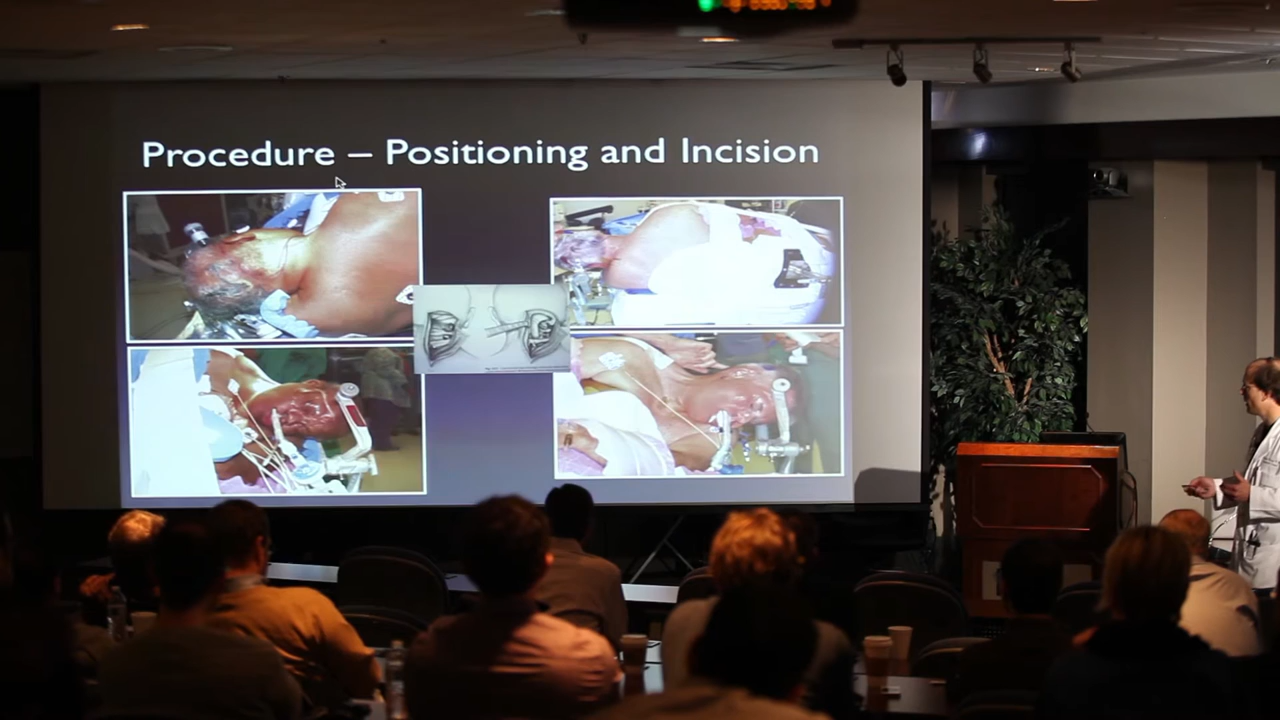 Procedure – Positioning and Incision